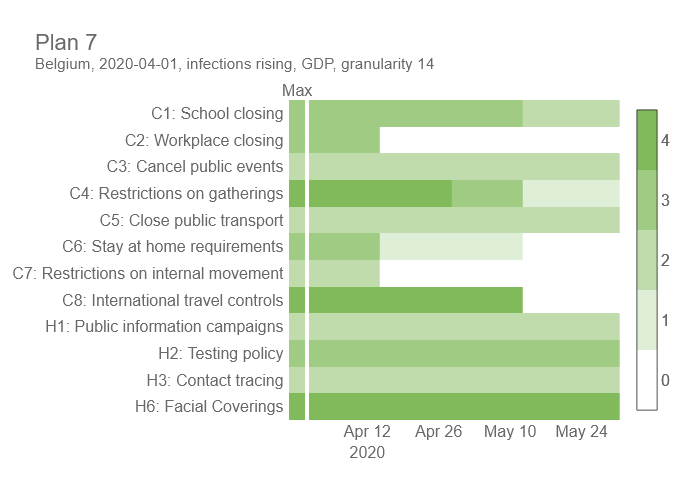 Plan 7
Belgium, 2020-04-01, infections rising, GDP, granularity 14
Max
C1: School closing
C2: Workplace closing
C3: Cancel public events
C4: Restrictions on gatherings
C5: Close public transport
C6: Stay at home requirements
C7: Restrictions on internal movement
C8: International travel controls
H1: Public information campaigns
H2: Testing policy
H3: Contact tracing
H6: Facial Coverings
Apr 12 Apr 26 May 10 May 24
2020
4
3
2
1
0